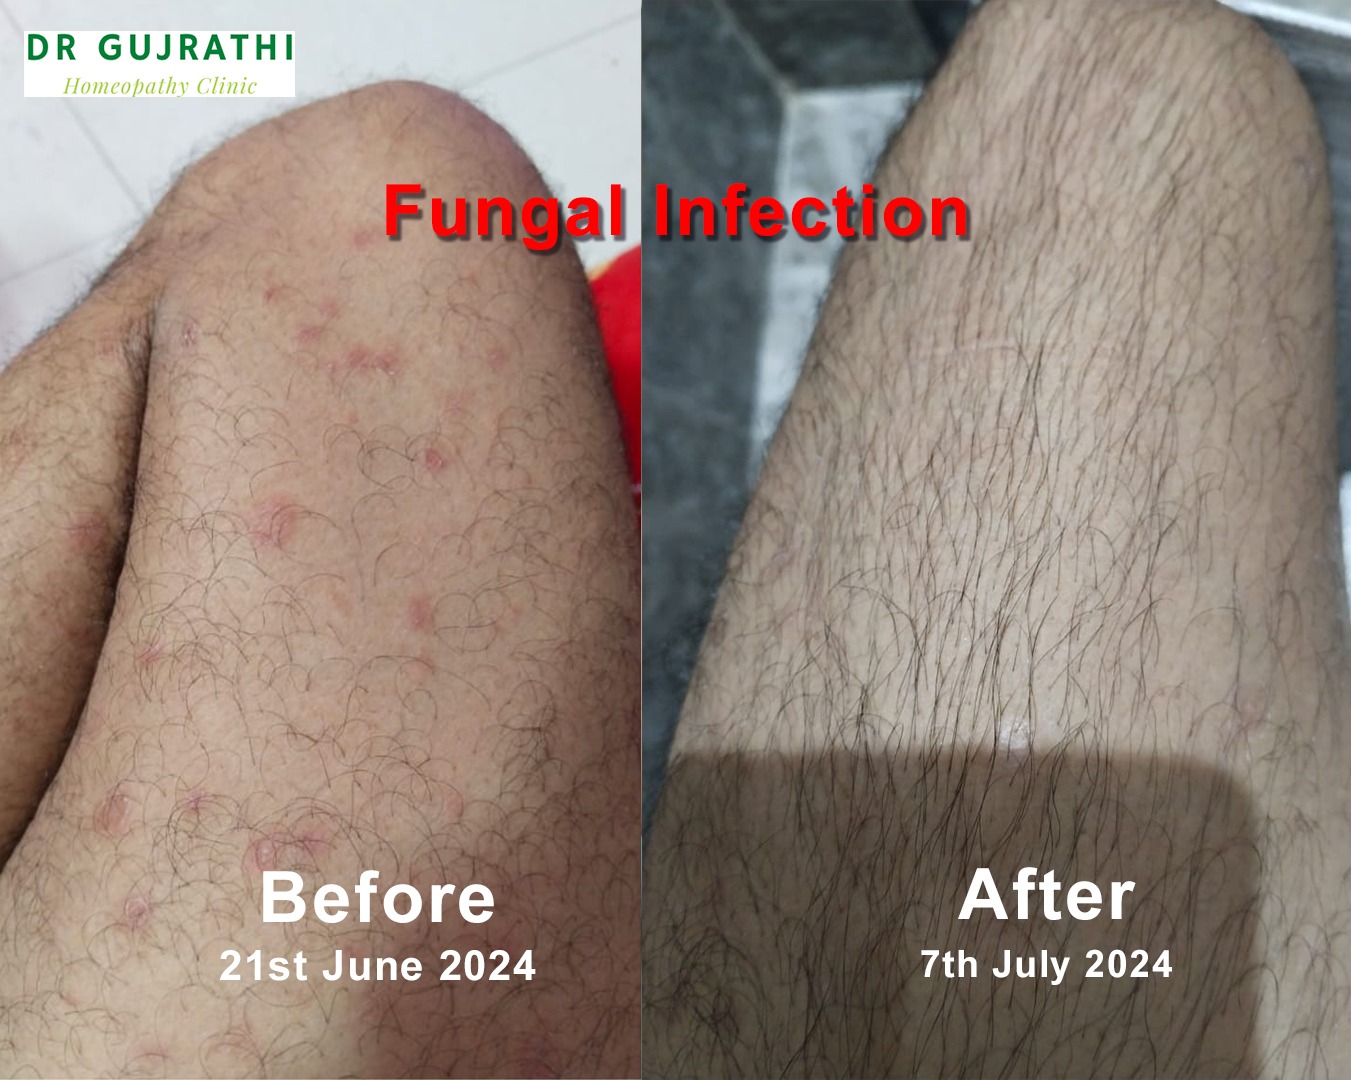 DR GUJRATHI
Homeopathy Clinic
Fungal Infection
Before
21st June 2024
After
7th July 2024